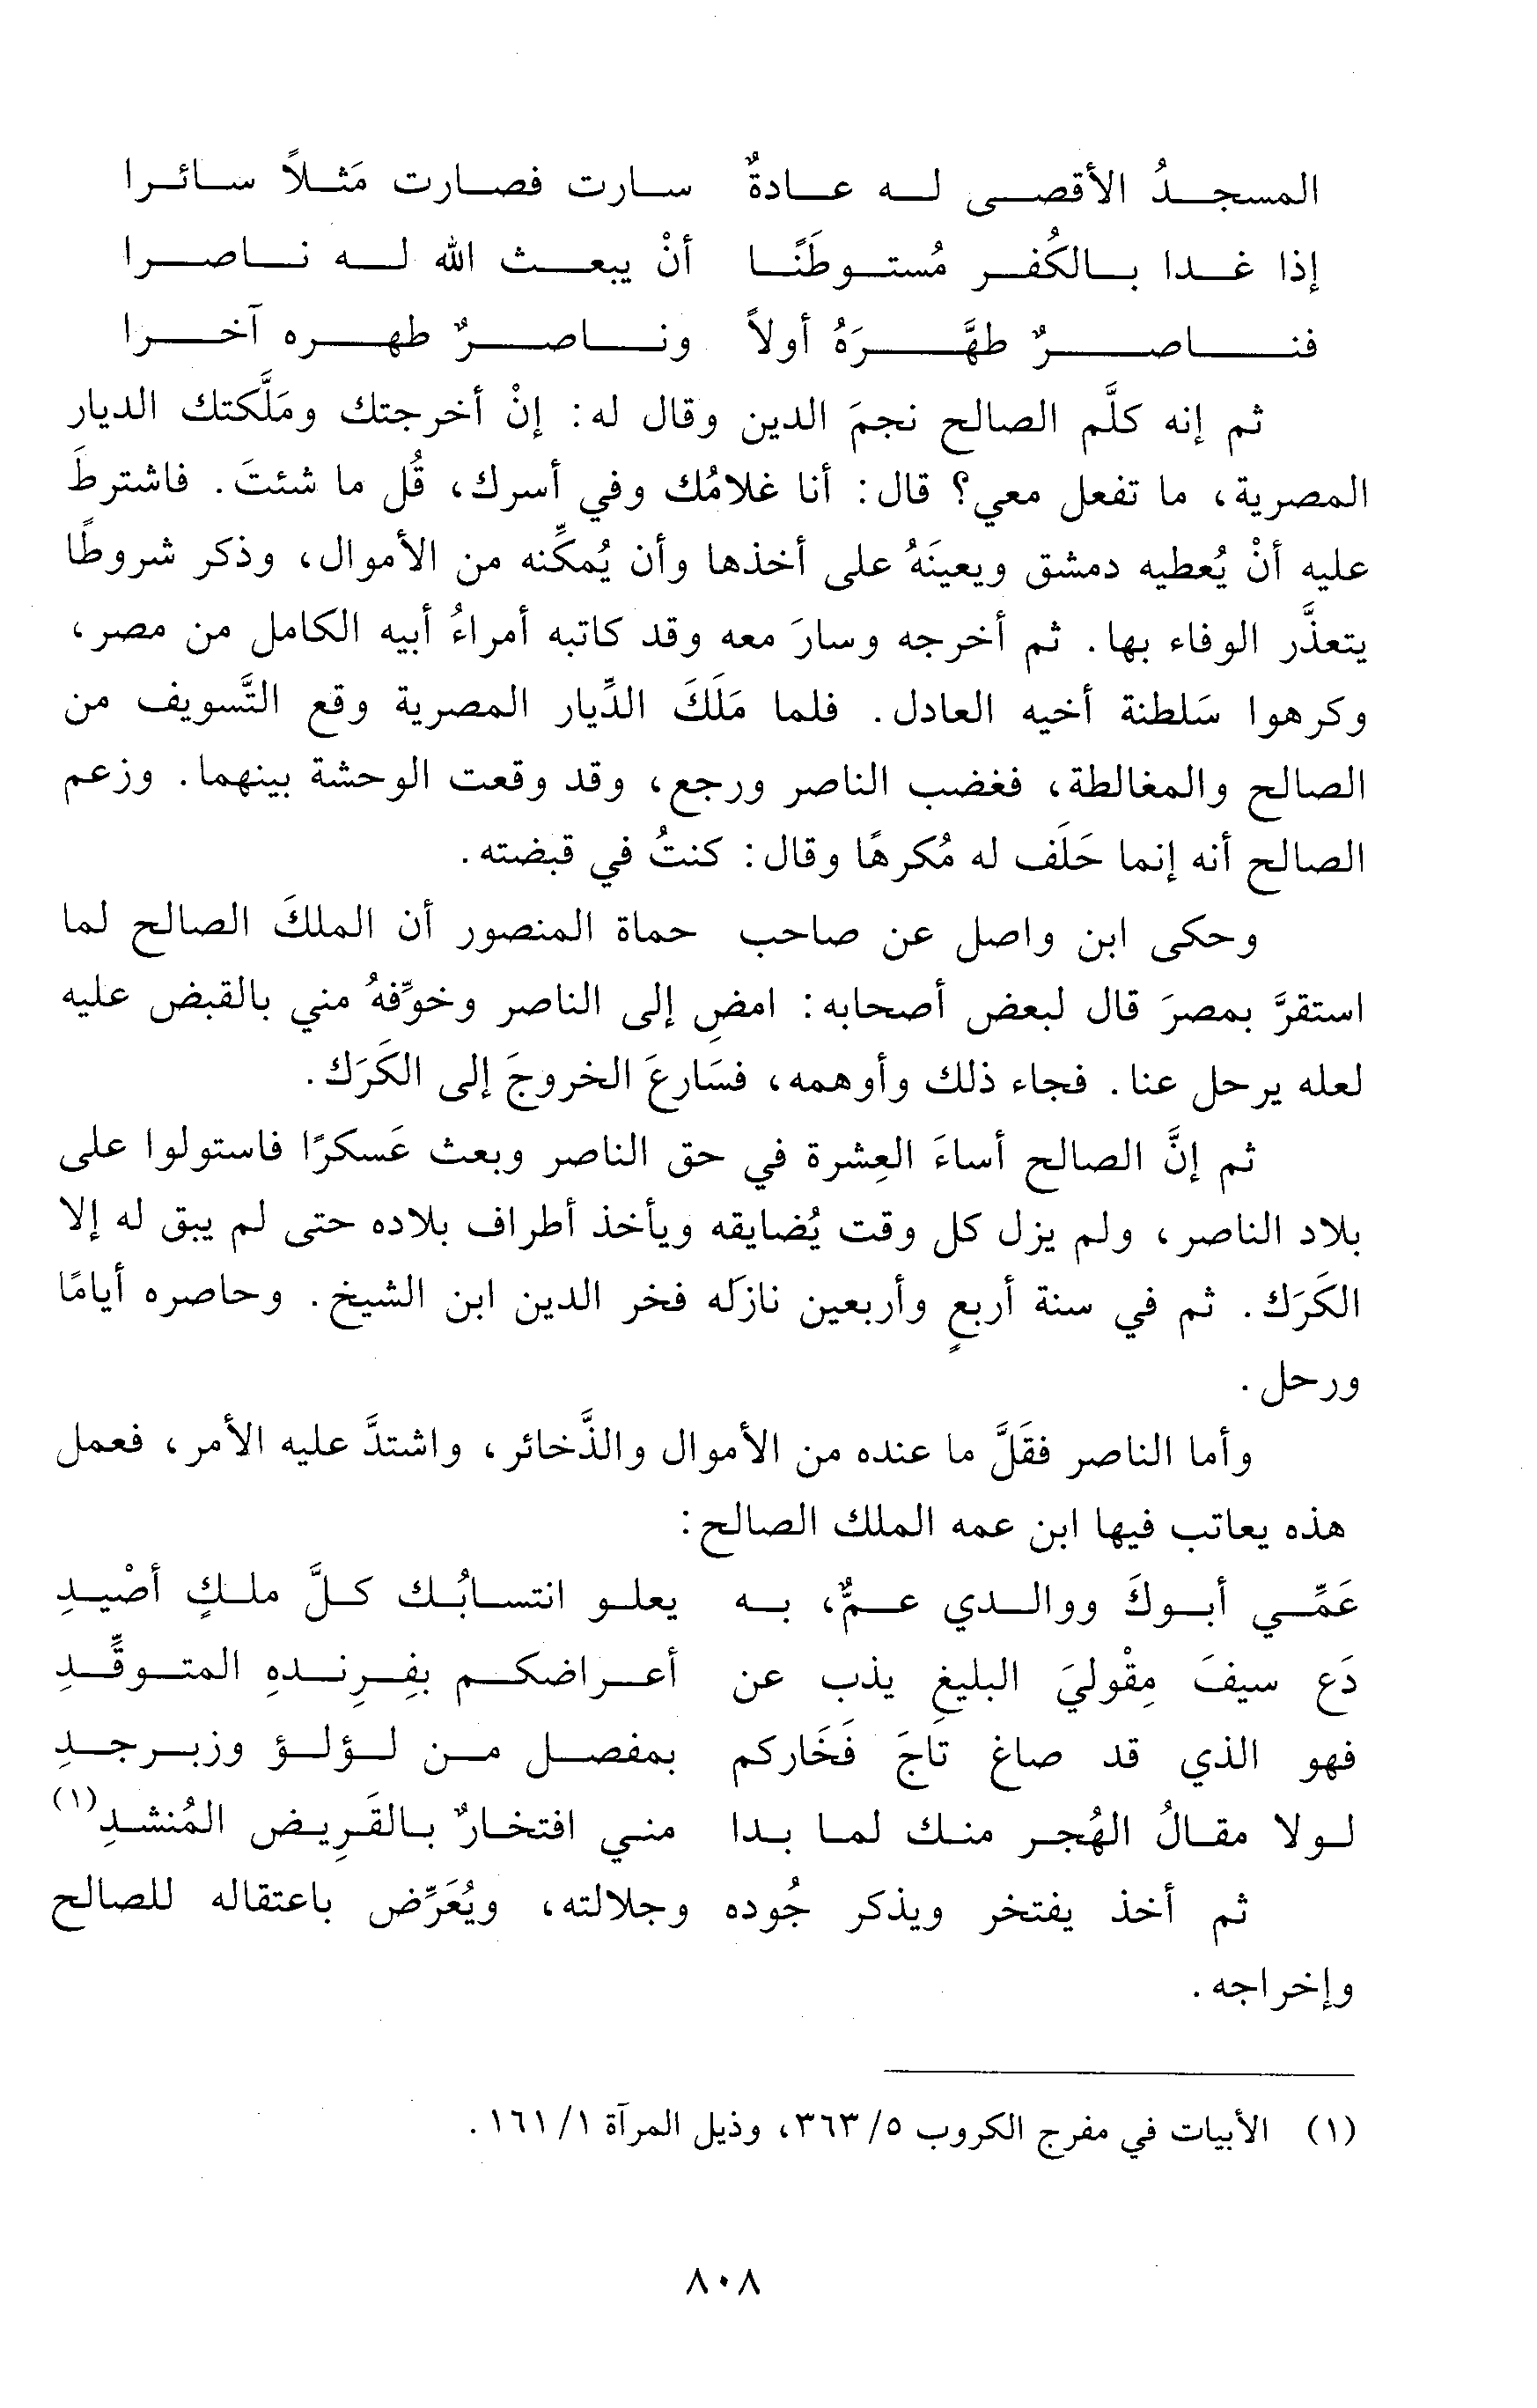 المسجدُ الأقصى له عادةٌ سارت فصارت مَثلاً سائرا
إذا غدا بالكُفر مُستوطَنًا أنْ يبعث الله له ناصرا
فناصرٌ طهَّرَهُ أولاً وناصرٌ طهره آخرا
ثم إنه كلَّم الصالح نجمَ الدين وقال له: إنْ أخرجتك ومَلَّكتك الديار
المصرية، ما تفعل معي؟ قال: أنا غلامُك وفي أسرك، قُل ما شئتَ. فاشترطَ
عليه أنْ يُعطيه دمشق ويعينَهُ على أخذها وأن يُمكِّنه من الأموال، وذكر شروطًا
يتعذَّر الوفاء بها. ثم أخرجه وسارَ معه وقد كاتبه أمراءُ أبيه الكامل من مصر،
وكرهوا سَلطنة أخيه العادل. فلما مَلَكَ الدِّيار المصرية وقع التَّسويف من
الصالح والمغالطة، فغضب الناصر ورجع، وقد وقعت الوحشة بينهما. وزعم
الصالح أنه إنما حَلَف له مُكرهًا وقال: كنتُ في قبضته.
وحكى ابن واصل عن صاحب حماة المنصور أن الملكَ الصالح لما
استقرَّ بمصرَ قال لبعض أصحابه: امضِ إلى الناصر وخوِّفهُ مني بالقبض عليه
لعله يرحل عنا. فجاء ذلك وأوهمه، فسَارعَ الخروجَ إلى الكَرَك.
ثم إنَّ الصالح أساءَ العِشرة في حق الناصر وبعث عَسكرًا فاستولوا على
بلاد الناصر، ولم يزل كل وقت يُضايقه ويأخذ أطراف بلاده حتى لم يبق له إلا
الكَرَك. ثم في سنة أربعٍ وأربعين نازلَه فخر الدين ابن الشيخ. وحاصره أيامًا
ورحل.
وأما الناصر فقَلَّ ما عنده من الأموال والذَّخائر، واشتدَّ عليه الأمر، فعمل
هذه يعاتب فيها ابن عمه الملك الصالح:
عَمِّي أبوكَ ووالدي عمٌّ، به يعلو انتسابُك كلَّ ملكٍ أصْيدِ
دَع سيفَ مِقْوليَ البليغِ يذب عن أعراضكم بفِرِندهِ المتوقِّدِ
فهو الذي قد صاغ تاجَ فَخَاركم بمفصل من لؤلؤ وزبرجدِ
لولا مقالُ الهُجر منك لما بدا مني افتخارٌ بالقَرِيض المُنشدِ(١)
ثم أخذ يفتخر ويذكر جُوده وجلالته، ويُعَرِّض باعتقاله للصالح
وإخراجه.
(١) الأبيات في مفرج الكروب ٥/ ٣٦٣، وذيل المرآة ١/ ١٦١.
٨٠٨